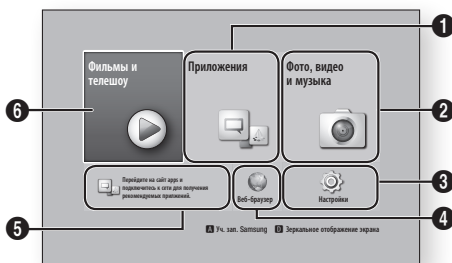 1
Фильмы и
телешоу
Приложения
Фото, видео
и музыка
6
2
Перейдите на сайт apps и
подключитесь к сети для получения
рекомендуемых приложений.
Веб-браузер
Настройки
3
4
5
A Уч. зап. Samsung D Зеркальное отображение экрана